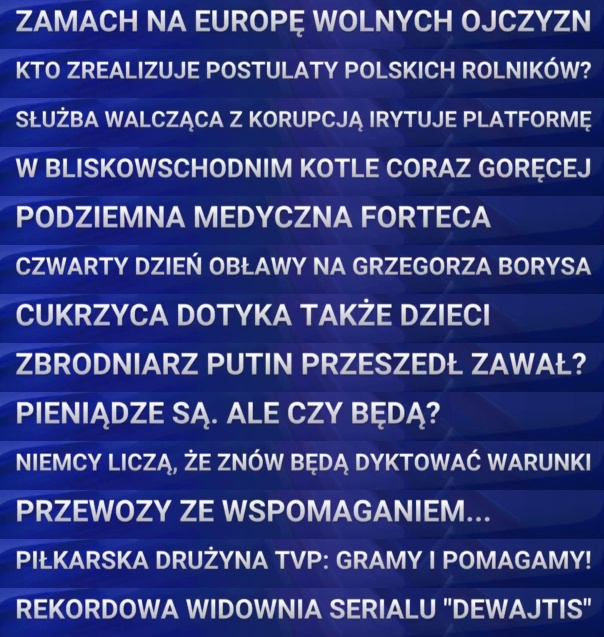 ZAMACH NA EUROPĘ WOLNYCH OJCZYZN
KTO ZREALIZUJE POSTULATY POLSKICH ROLNIKÓW?
SŁUŻBA WALCZĄCA Z KORUPCJĄ IRYTUJE PLATFORMĘ
W BLISKOWSCHODNIM KOTLE CORAZ GORĘCEJ
PODZIEMNA MEDYCZNA FORTECA
CZWARTY DZIEŃ OBŁAWY NA GRZEGORZA BORYSA
CUKRZYCA DOTYKA TAKŻE DZIECI
ZBRODNIARZ PUTIN PRZESZEDŁ ZAWAŁ?
PIENIĄDZE SĄ. ALE CZY BĘDĄ?
NIEMCY LICZĄ, ŻE ZNÓW BĘDĄ DYKTOWAĆ WARUNKI
PRZEWOZY ZE WSPOMAGANIEM...
PIŁKARSKA DRUŻYNA TVP: GRAMY I POMAGAMY!
REKORDOWA WIDOWNIA SERIALU "DEWAJTIS"